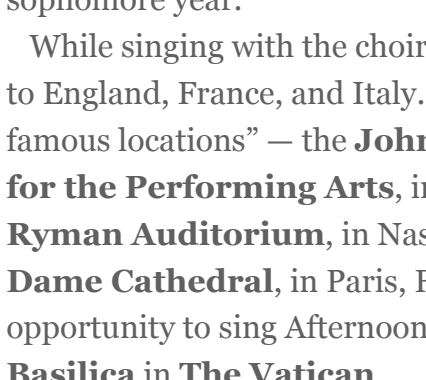 sophomore year.
While singing with the choir
to England, France, and Italy.
famous locations” — the John
for the Performing Arts, in
Ryman Auditorium, in Nas
Dame Cathedral, in Paris, F
opportunity to sing Afternoon
Basilica in The Vatican